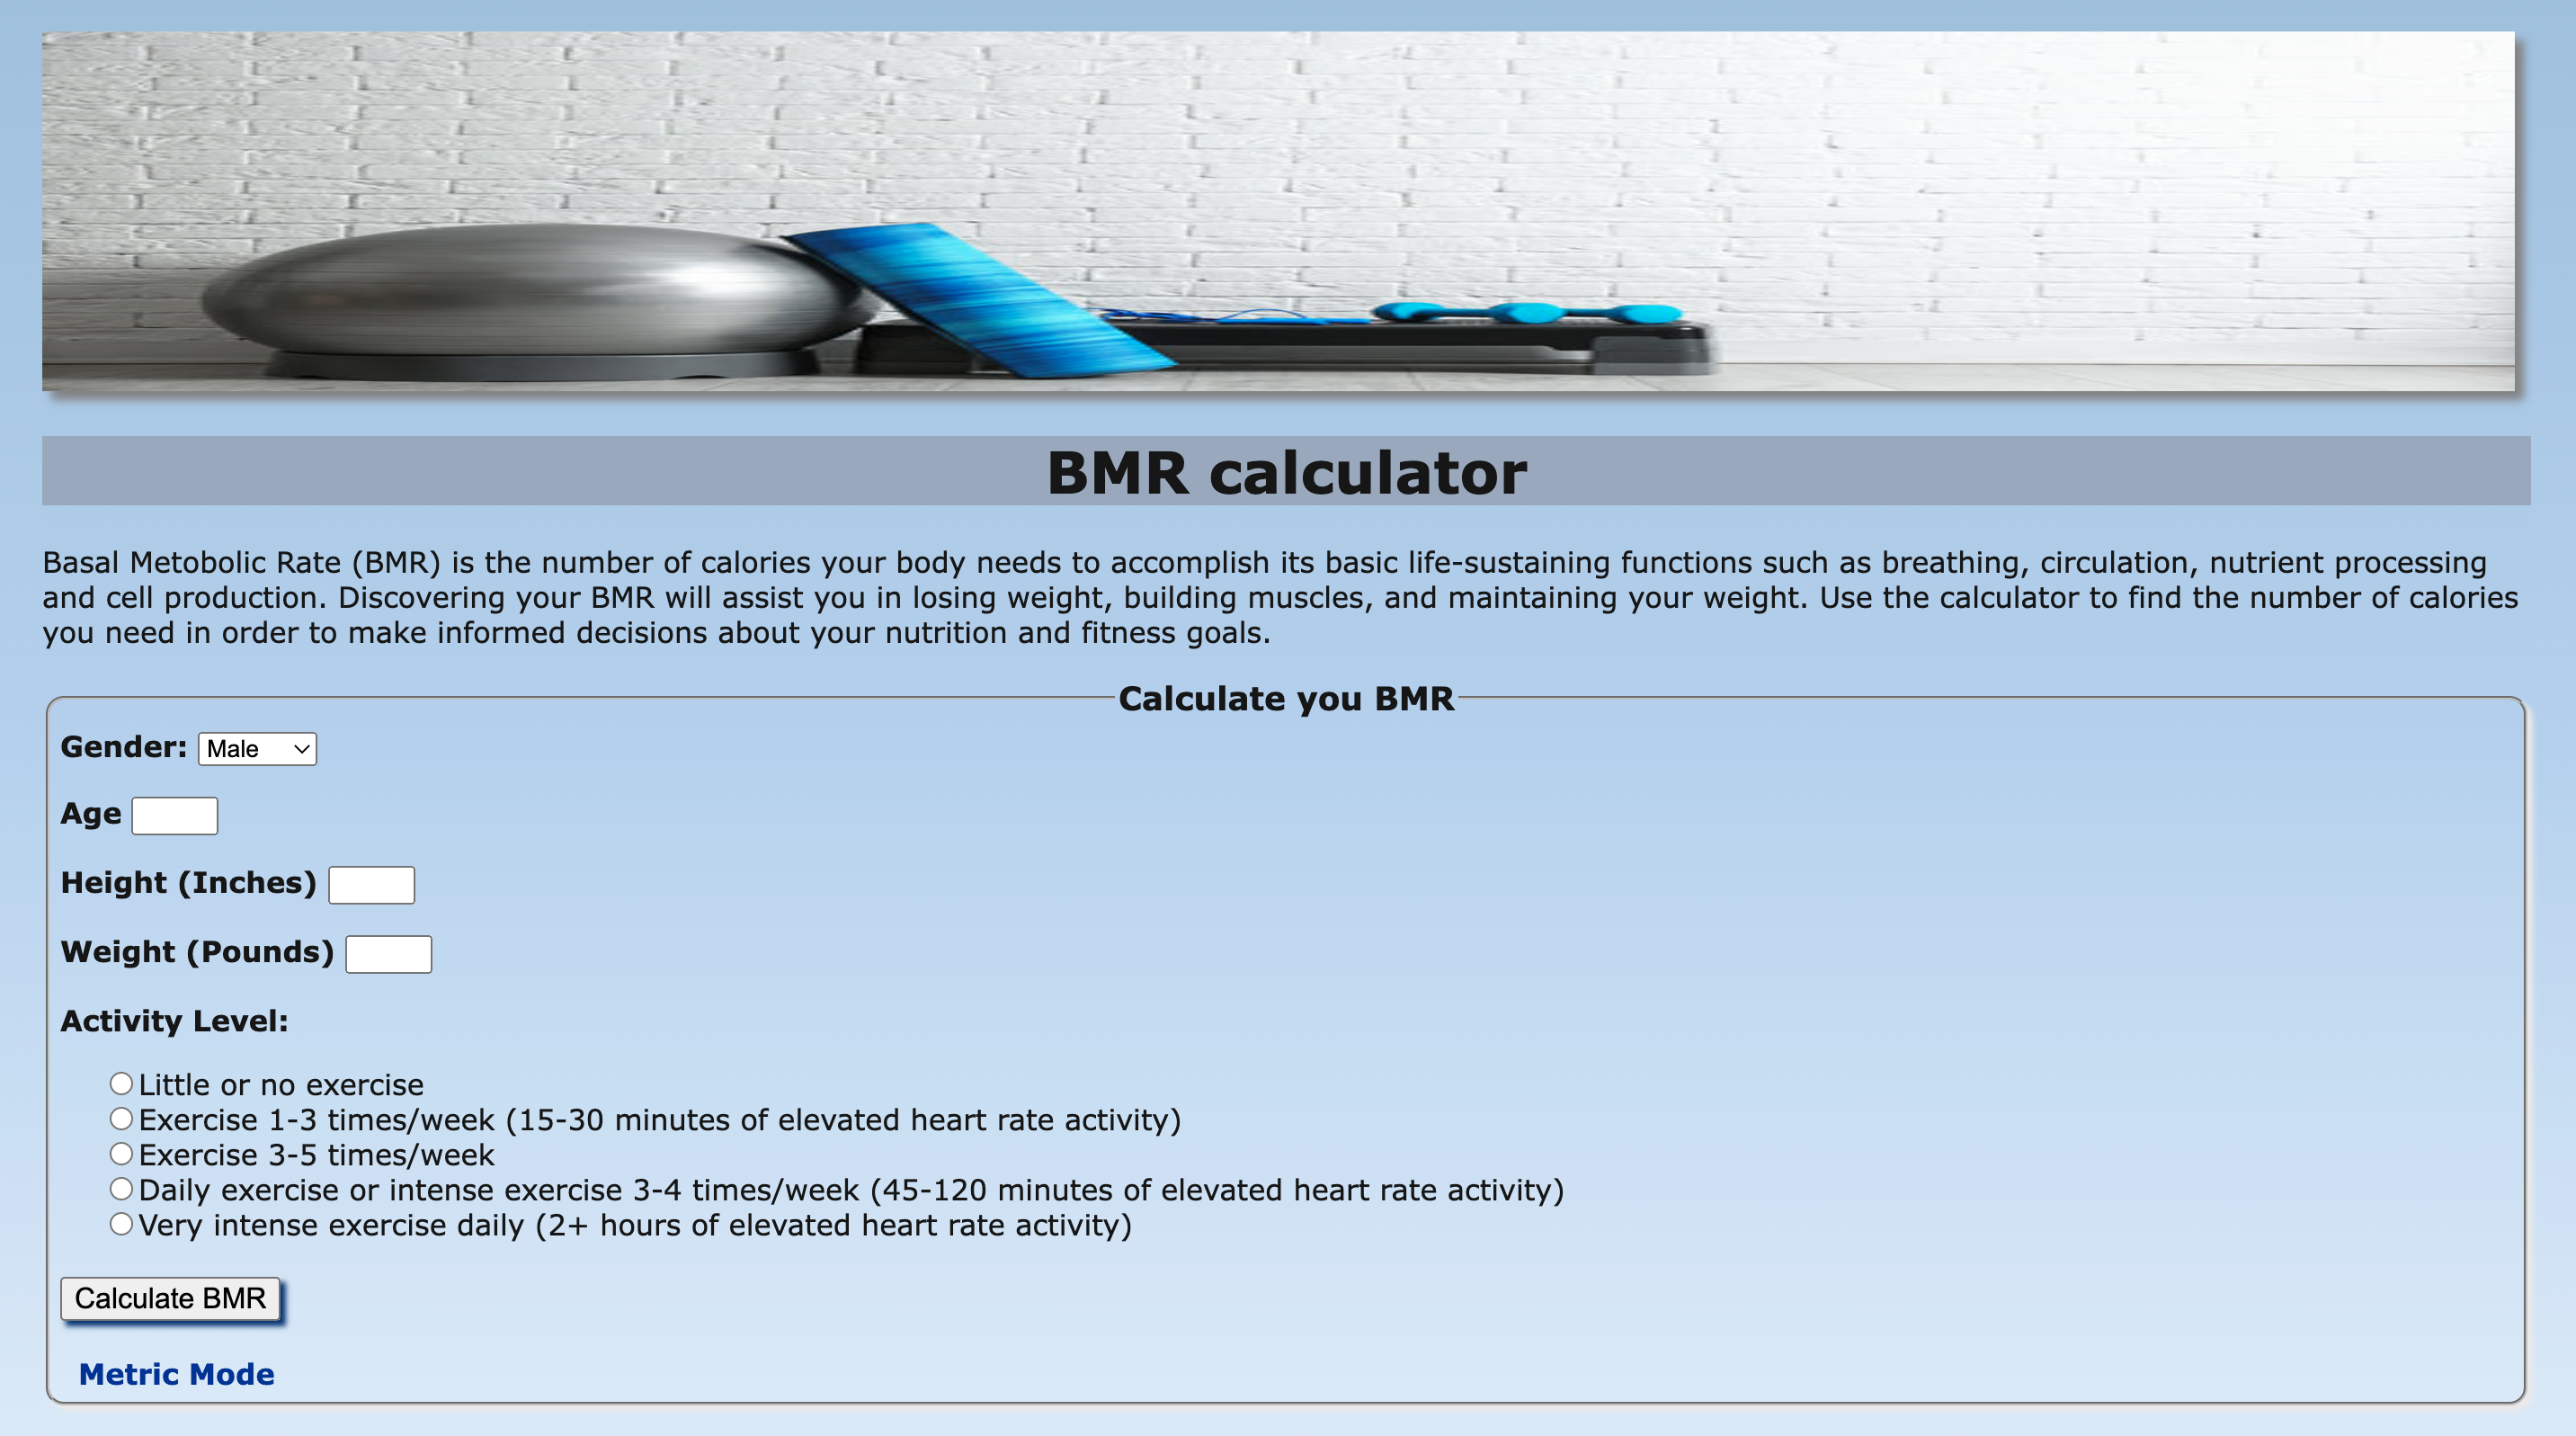 BMR calculator
Basal Metobolic Rate (BMR) is the number of calories your body needs to accomplish its basic life-sustaining functions such as breathing, circulation, nutrient processing
and cell production. Discovering your BMR will assist you in losing weight, building muscles, and maintaining your weight. Use the calculator to find the number of calories
you need in order to make informed decisions about your nutrition and fitness goals.
Calculate you BMR
Gender: Male
Age
Height (Inches)
Weight (Pounds)
Activity Level:
Little or no exercise
Exercise 1-3 times/week (15-30 minutes of elevated heart rate activity)
Exercise 3-5 times/week
Daily exercise or intense exercise 3-4 times/week (45-120 minutes of elevated heart rate activity)
Very intense exercise daily (2+ hours of elevated heart rate activity)
Calculate BMR
Metric Mode